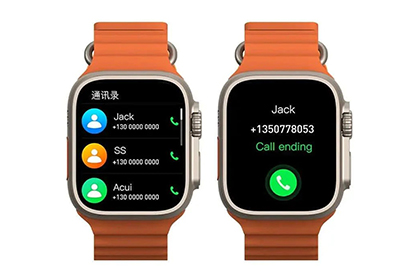 通讯录
Jack
+130 0000 0000
SS
+130 0000 0000
Acui
+130 0000 0000
Jack
+1350778053
Call ending